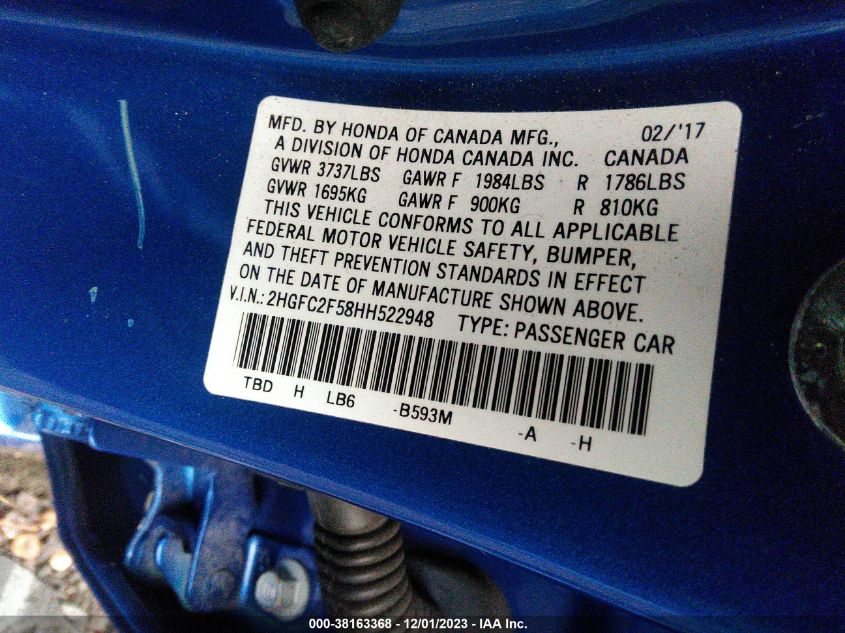 MFD. BY HONDA OF CANADA MFG., 02/'17
A DIVISION OF HONDA CANADA INC. CANADA
GVWR 3737LBS GAWR F 1984LBS R 1786LBS
GVWR 1695KG GAWR F 900KG R 810KG
THIS VEHICLE CONFORMS TO ALL APPLICABLE
FEDERAL MOTOR VEHICLE SAFETY, BUMPER,
AND THEFT PREVENTION STANDARDS IN EFFECT
ON THE DATE OF MANUFACTURE SHOWN ABOVE.
V.I.N.: 2HGFC2F58HH522948 TYPE: PASSENGER CAR
TBD H LB6 -B593M -A -H
000-38163368 - 12/01/2023 - IAA Inc.